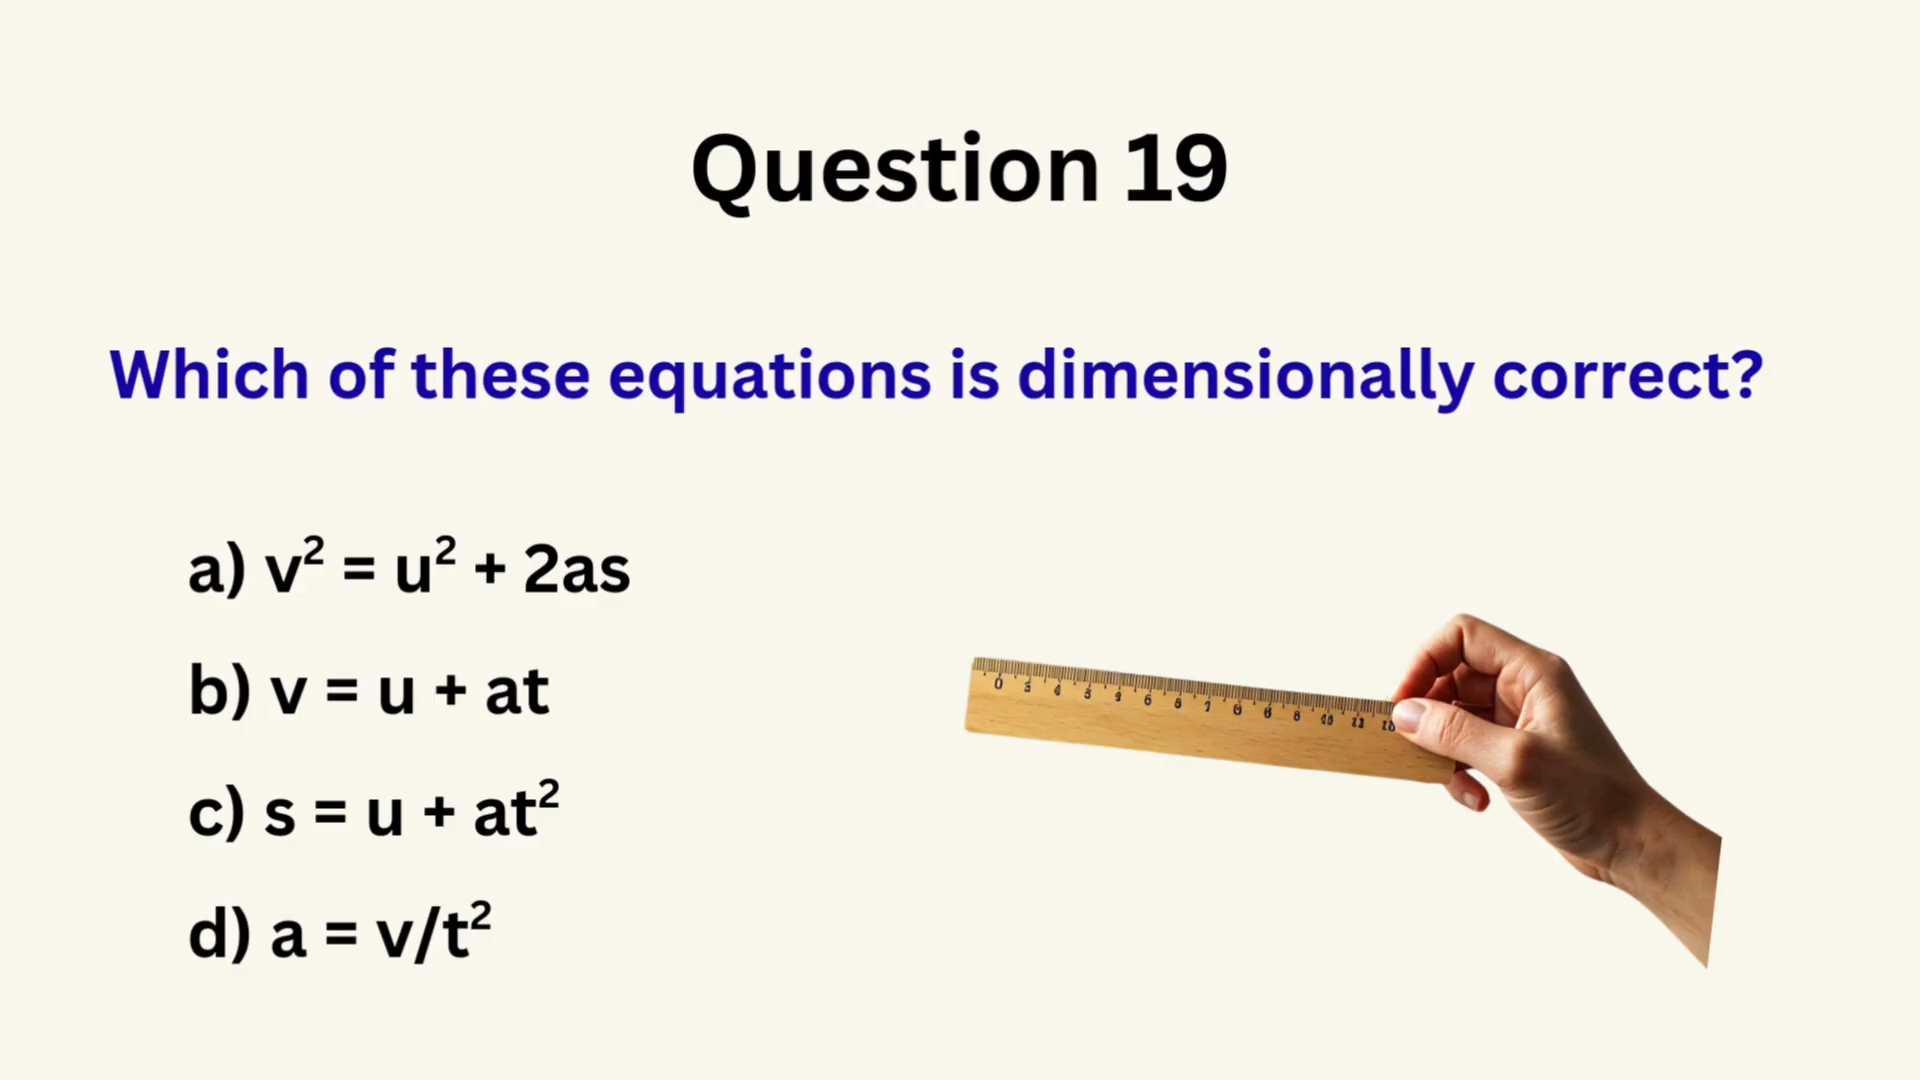 Question 19
Which of these equations is dimensionally correct?
a) v² = u² + 2as
b) v = u + at
c) s = u + at²
d) a = v/t²